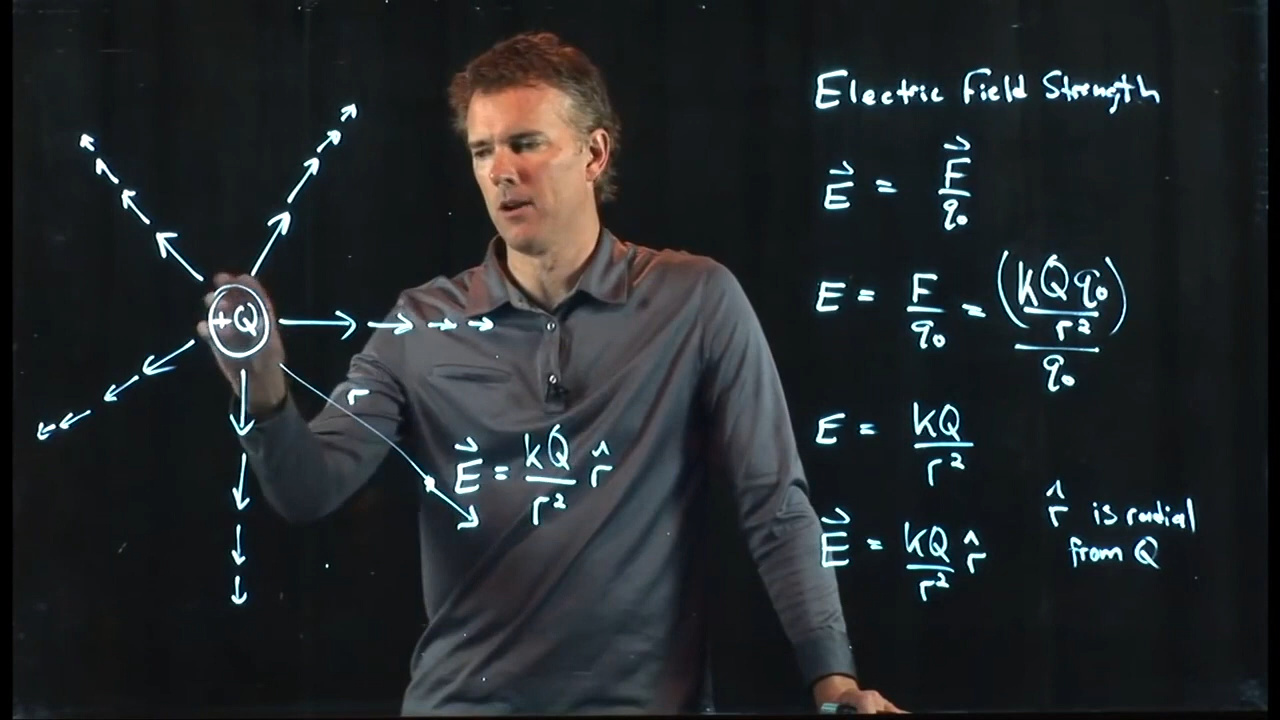 Electric Field Strength
E⃗ = F⃗/q₀
E = F/q₀ = (kQq₀/r²)/q₀
E = kQ/r²
E⃗ = kQ/r² r̂
r̂ is radial
from Q
+Q
r
E⃗ = kQ/r² r̂